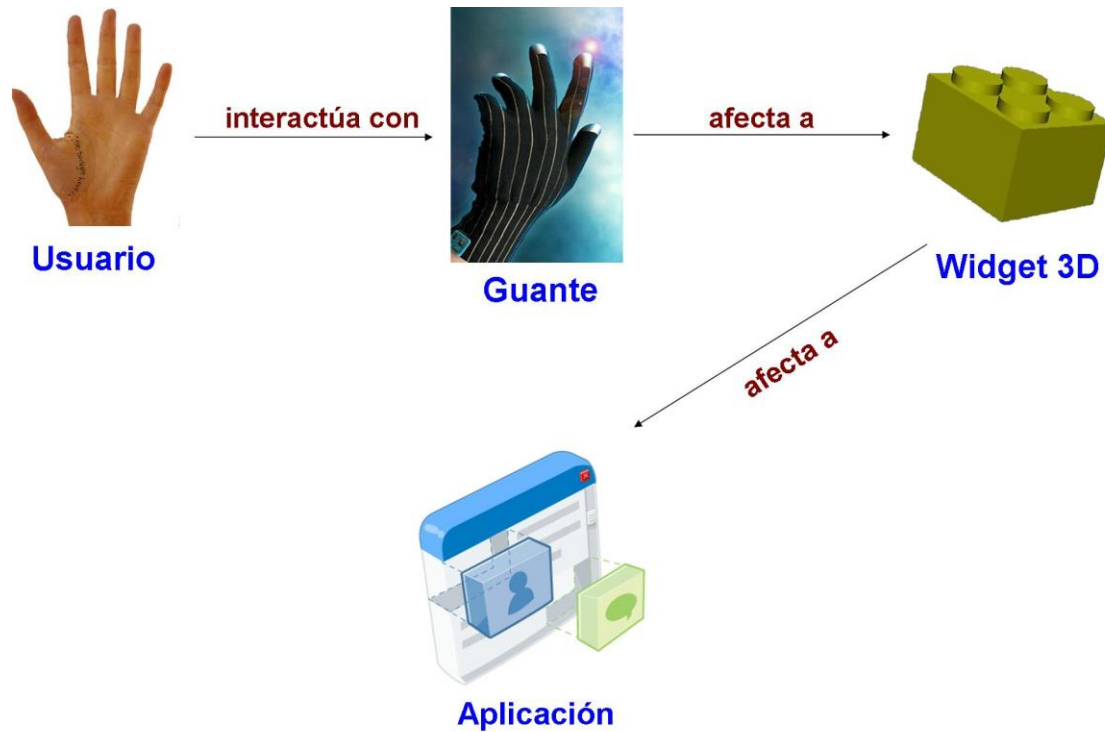 interactúa con
afecta a
Usuario
Guante
Widget 3D
afecta a
Aplicación